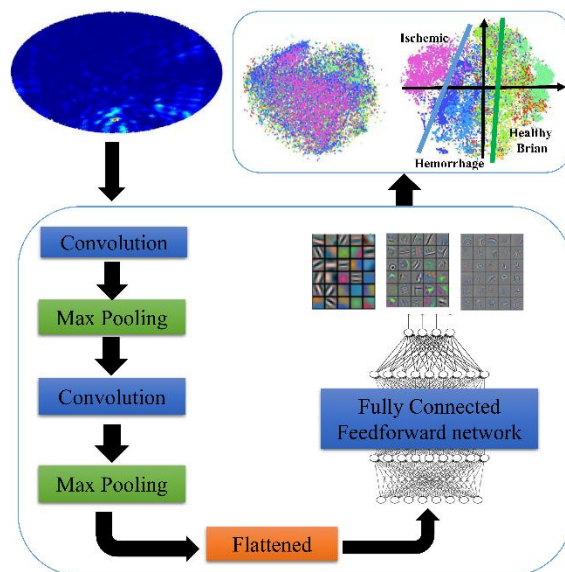 Ischemic
Healthy
Brian
Hemorrhage
Convolution
Max Pooling
Convolution
Max Pooling
Flattened
Fully Connected
Feedforward network